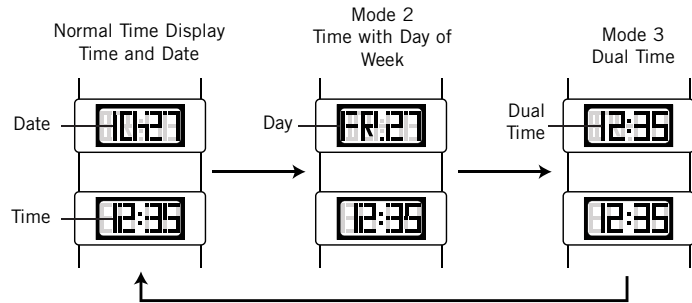 Normal Time Display
Time and Date
Mode 2
Time with Day of
Week
Mode 3
Dual Time
Date
10-27
Day
FR.27
Dual
Time
12:35
Time
12:35
12:35
12:35